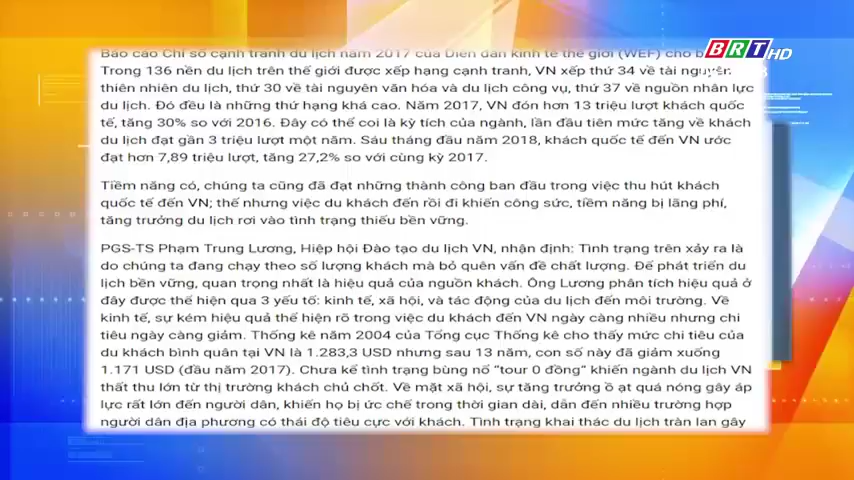 BRT HD
Báo cáo Chỉ số cạnh tranh du lịch năm 2017 của Diễn đàn kinh tế thế giới (WEF) cho b
Trong 136 nền du lịch trên thế giới được xếp hạng cạnh tranh, VN xếp thứ 34 về tài nguyên
thiên nhiên du lịch, thứ 30 về tài nguyên văn hóa và du lịch công vụ, thứ 37 về nguồn nhân lực
du lịch. Đó đều là những thứ hạng khá cao. Năm 2017, VN đón hơn 13 triệu lượt khách quốc
tế, tăng 30% so với 2016. Đây có thể coi là kỳ tích của ngành, lần đầu tiên mức tăng về khách
du lịch đạt gần 3 triệu lượt một năm. Sáu tháng đầu năm 2018, khách quốc tế đến VN ước
đạt hơn 7,89 triệu lượt, tăng 27,2% so với cùng kỳ 2017.
Tiềm năng có, chúng ta cũng đã đạt những thành công ban đầu trong việc thu hút khách
quốc tế đến VN; thế nhưng việc du khách đến rồi đi khiến công sức, tiềm năng bị lãng phí,
tăng trưởng du lịch rơi vào tình trạng thiếu bền vững.
PGS-TS Phạm Trung Lương, Hiệp hội Đào tạo du lịch VN, nhận định: Tình trạng trên xảy ra là
do chúng ta đang chạy theo số lượng khách mà bỏ quên vấn đề chất lượng. Để phát triển du
lịch bền vững, quan trọng nhất là hiệu quả của nguồn khách. Ông Lương phân tích hiệu quả ở
đây được thể hiện qua 3 yếu tố: kinh tế, xã hội, và tác động của du lịch đến môi trường. Về
kinh tế, sự kém hiệu quả thể hiện rõ trong việc du khách đến VN ngày càng nhiều nhưng chi
tiêu ngày càng giảm. Thống kê năm 2004 của Tổng cục Thống kê cho thấy mức chi tiêu của
du khách bình quân tại VN là 1.283,3 USD nhưng sau 13 năm, con số này đã giảm xuống
1.171 USD (đầu năm 2017). Chưa kể tình trạng bùng nổ “tour 0 đồng” khiến ngành du lịch VN
thất thu lớn từ thị trường khách chủ chốt. Về mặt xã hội, sự tăng trưởng ồ ạt quá nóng gây áp
lực rất lớn đến người dân, khiến họ bị ức chế trong thời gian dài, dẫn đến nhiều trường hợp
người dân địa phương có thái độ tiêu cực với khách. Tình trạng khai thác du lịch tràn lan gây